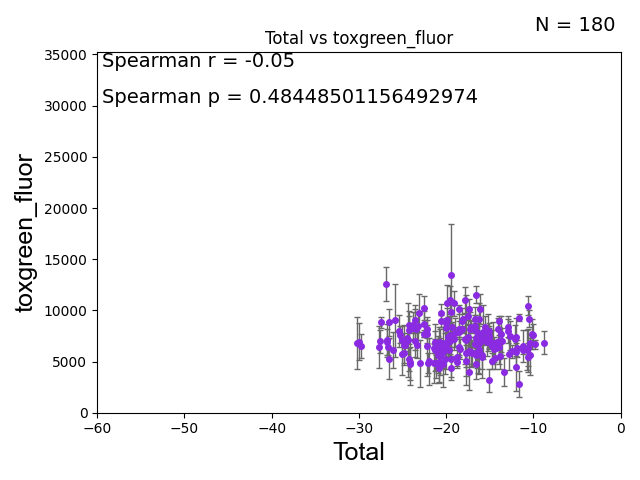 N = 180
Total vs toxgreen_fluor
Spearman r = -0.05
Spearman p = 0.48448501156492974
35000
30000
25000
20000
15000
10000
5000
0
toxgreen_fluor
−60
−50
−40
−30
−20
−10
0
Total